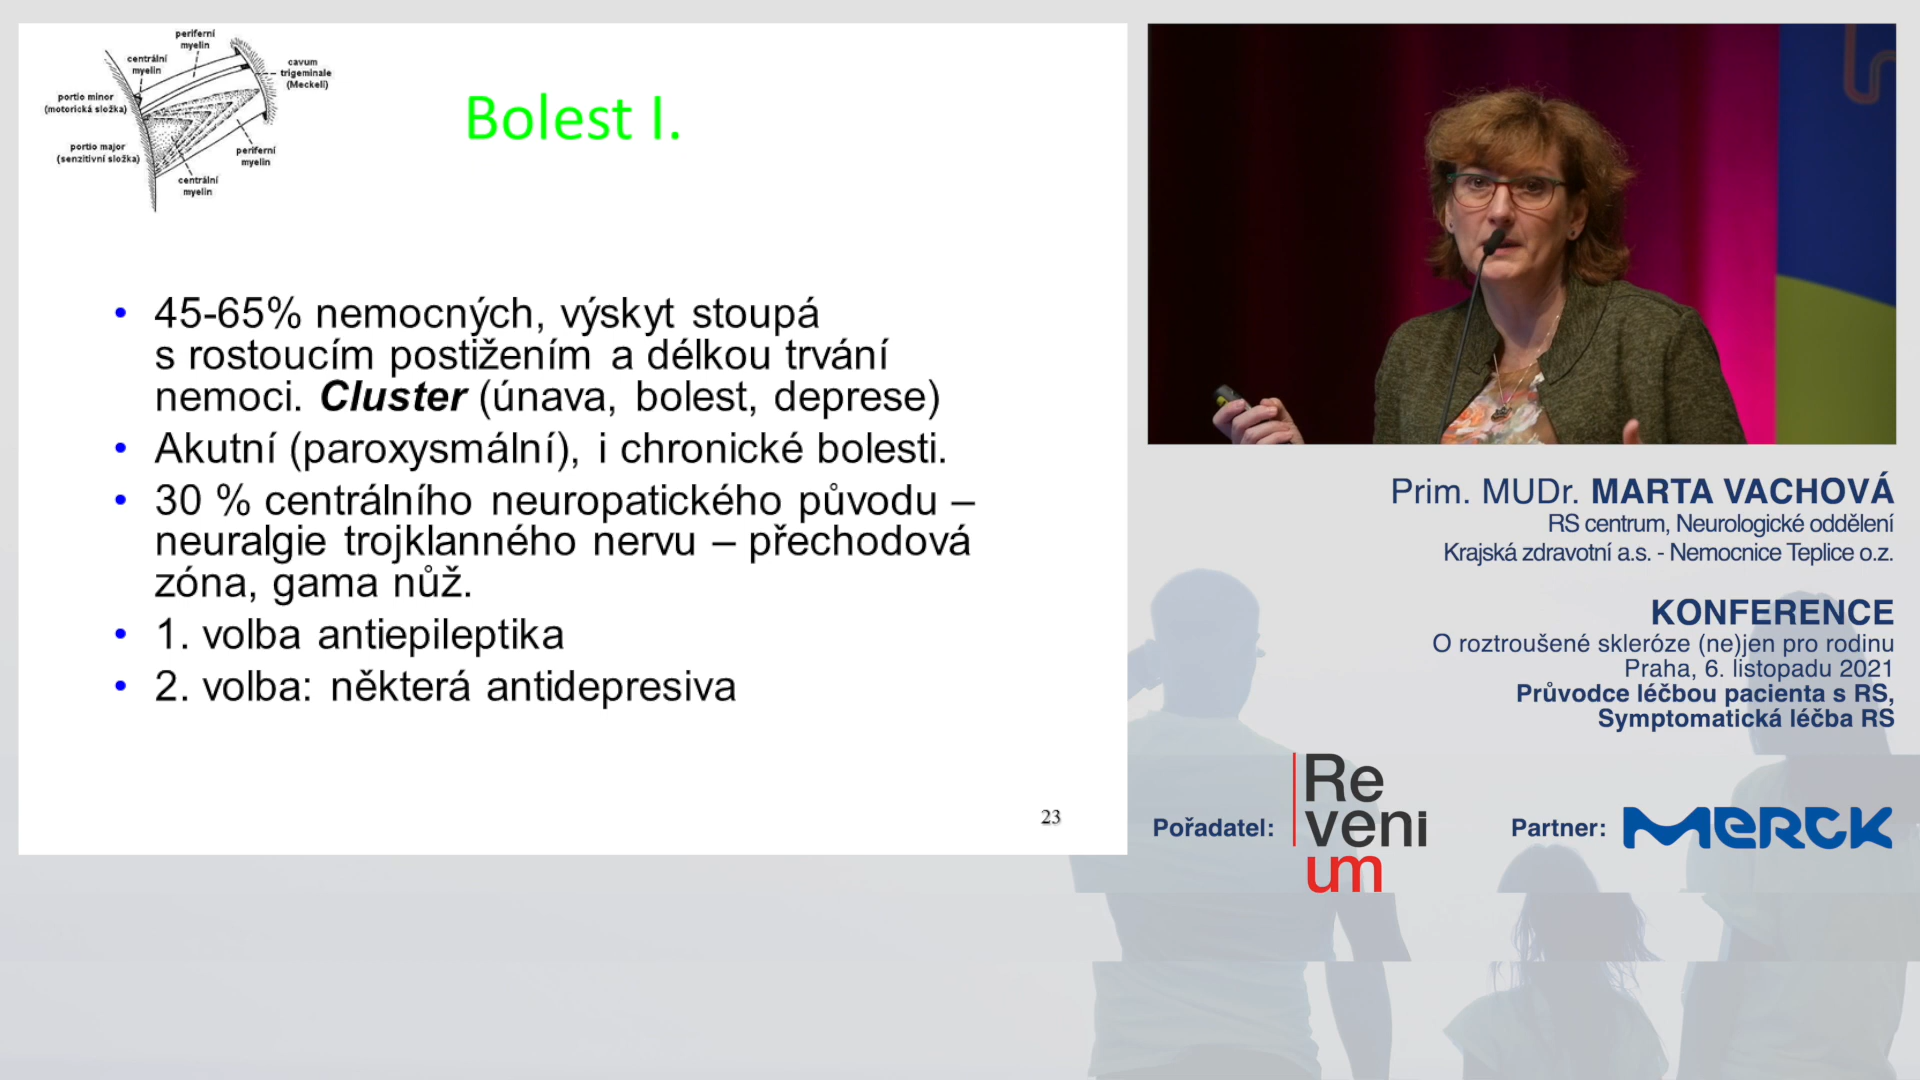 periferní
myelin
centrální
myelin
cavum
trigeminale
(Meckeli)
portio minor
(motorická složka)
portio major
(senzitivní složka)
periferní
myelin
centrální
myelin
Bolest I.
• 45-65% nemocných, výskyt stoupá
s rostoucím postižením a délkou trvání
nemoci. Cluster (únava, bolest, deprese)
• Akutní (paroxysmální), i chronické bolesti.
• 30 % centrálního neuropatického původu –
neuralgie trojklanného nervu – přechodová
zóna, gama nůž.
• 1. volba antiepileptika
• 2. volba: některá antidepresiva
23
Prim. MUDr. MARTA VACHOVÁ
RS centrum, Neurologické oddělení
Krajská zdravotní a.s. - Nemocnice Teplice o.z.
KONFERENCE
O roztroušené skleróze (ne)jen pro rodinu
Praha, 6. listopadu 2021
Průvodce léčbou pacienta s RS,
Symptomatická léčba RS
Pořadatel:
Re
veni
um
Partner:
MERCK